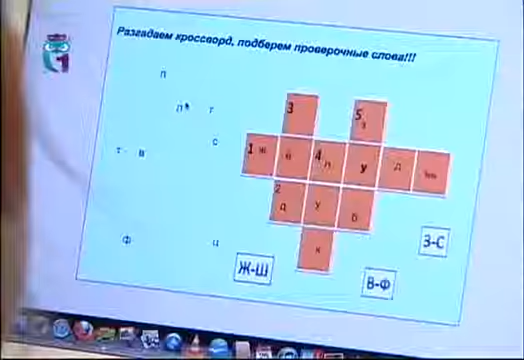 Разгадаем кроссворд, подберем проверочные слова!!!
п
г
3 5
с
1 ж 4 л у д
т в
2 д у б
к
З-С
ф ц
Ж-Ш
В-Ф